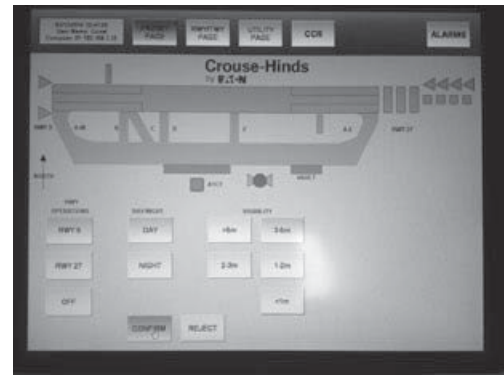 PRESET PAGE
RWY/TWY PAGE
UTILITY PAGE
CCR
ALARMS
Crouse-Hinds
by E·T·N
RWY 9
B
C
D
E
RWY 27
NORTH
ATCT
VAULT
RWY OPERATIONS
DAY/NIGHT
VISIBILITY
RWY 9
DAY
>5m
3-5m
RWY 27
NIGHT
2-3m
1-2m
OFF
<1m
CONFIRM
REJECT